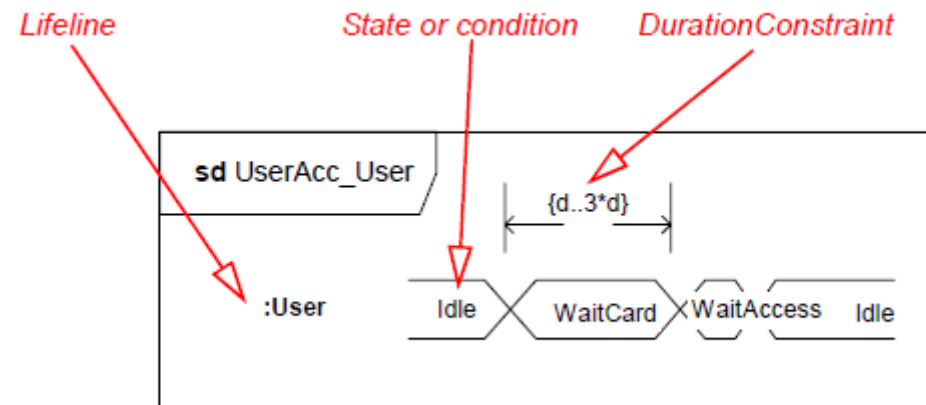 Lifeline State or condition DurationConstraint
sd UserAcc_User
{d..3*d}
:User Idle WaitCard WaitAccess Idle